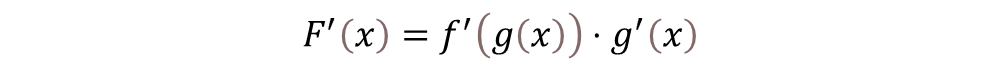 F′(x) = f′(g(x)) · g′(x)